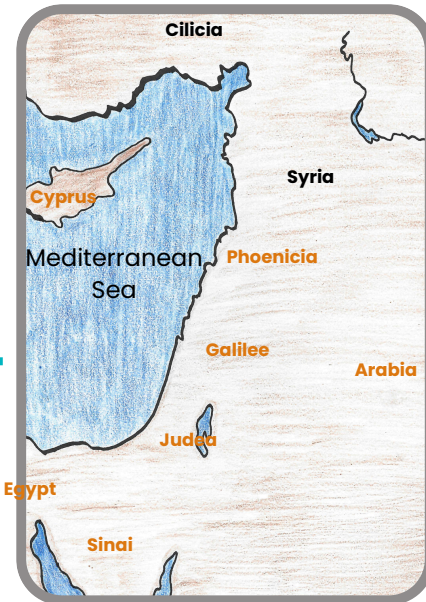 Cilicia
Syria
Cyprus
Mediterranean
Sea
Phoenicia
Galilee
Arabia
Judea
Egypt
Sinai